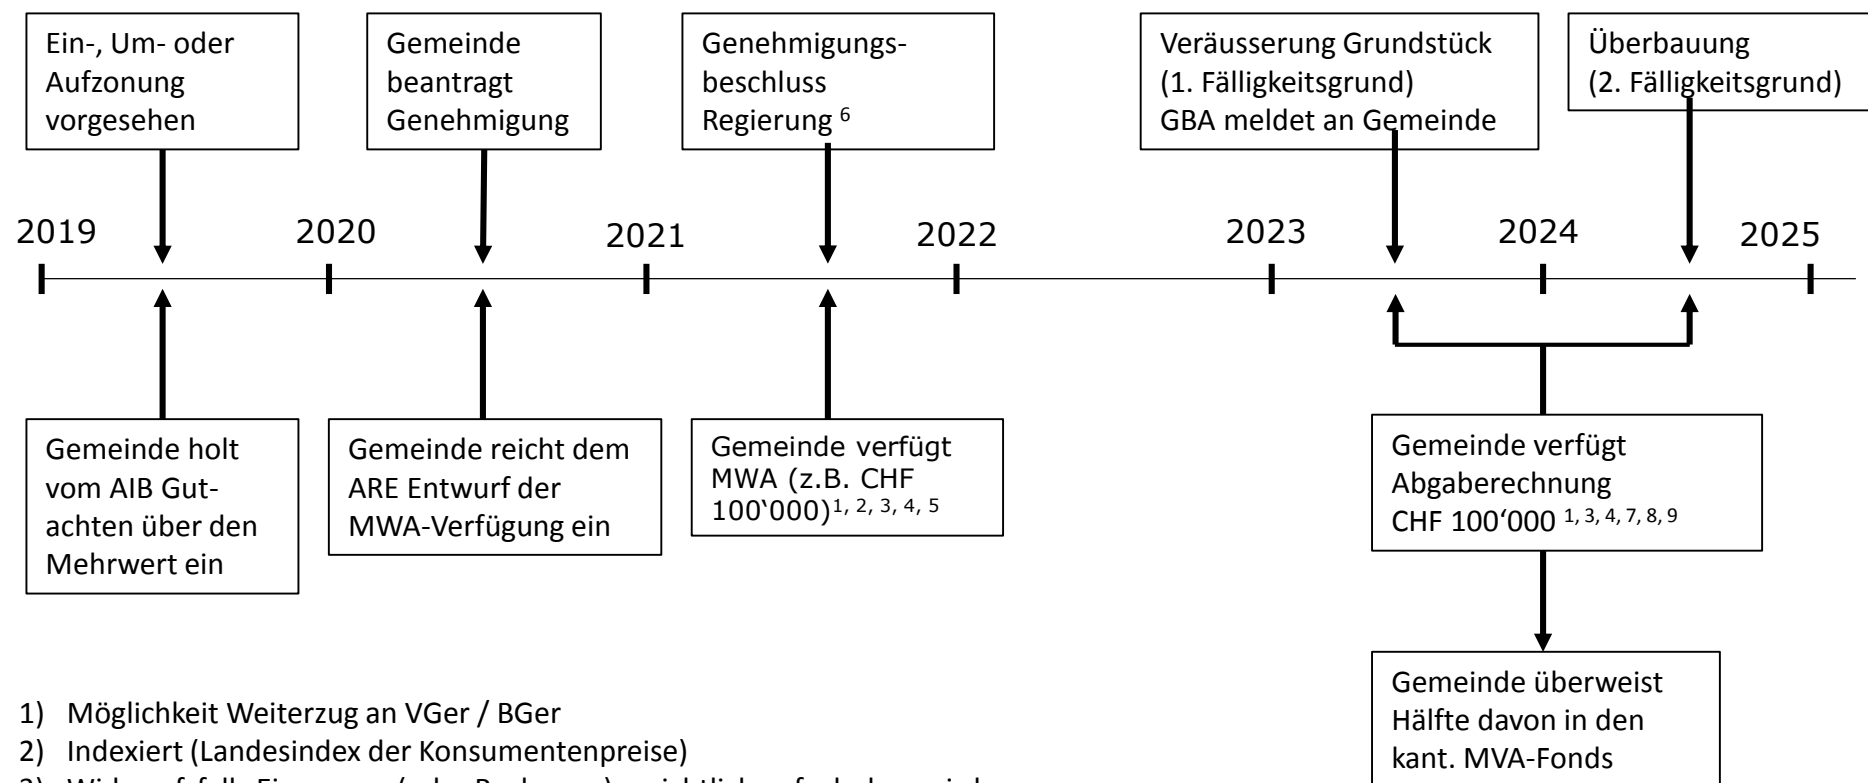 Ein-, Um- oder
Aufzonung
vorgesehen
Gemeinde
beantragt
Genehmigung
Genehmigungs-
beschluss
Regierung 6
Veräusserung Grundstück
(1. Fälligkeitsgrund)
GBA meldet an Gemeinde
Überbauung
(2. Fälligkeitsgrund)
2019
2020
2021
2022
2023
2024
2025
Gemeinde holt
vom AIB Gut-
achten über den
Mehrwert ein
Gemeinde reicht dem
ARE Entwurf der
MWA-Verfügung ein
Gemeinde verfügt
MWA (z.B. CHF
100‘000)1, 2, 3, 4, 5
Gemeinde verfügt
Abgaberechnung
CHF 100‘000 1, 3, 4, 7, 8, 9
Gemeinde überweist
Hälfte davon in den
kant. MVA-Fonds
1) Möglichkeit Weiterzug an VGer / BGer
2) Indexiert (Landesindex der Konsumentenpreise)